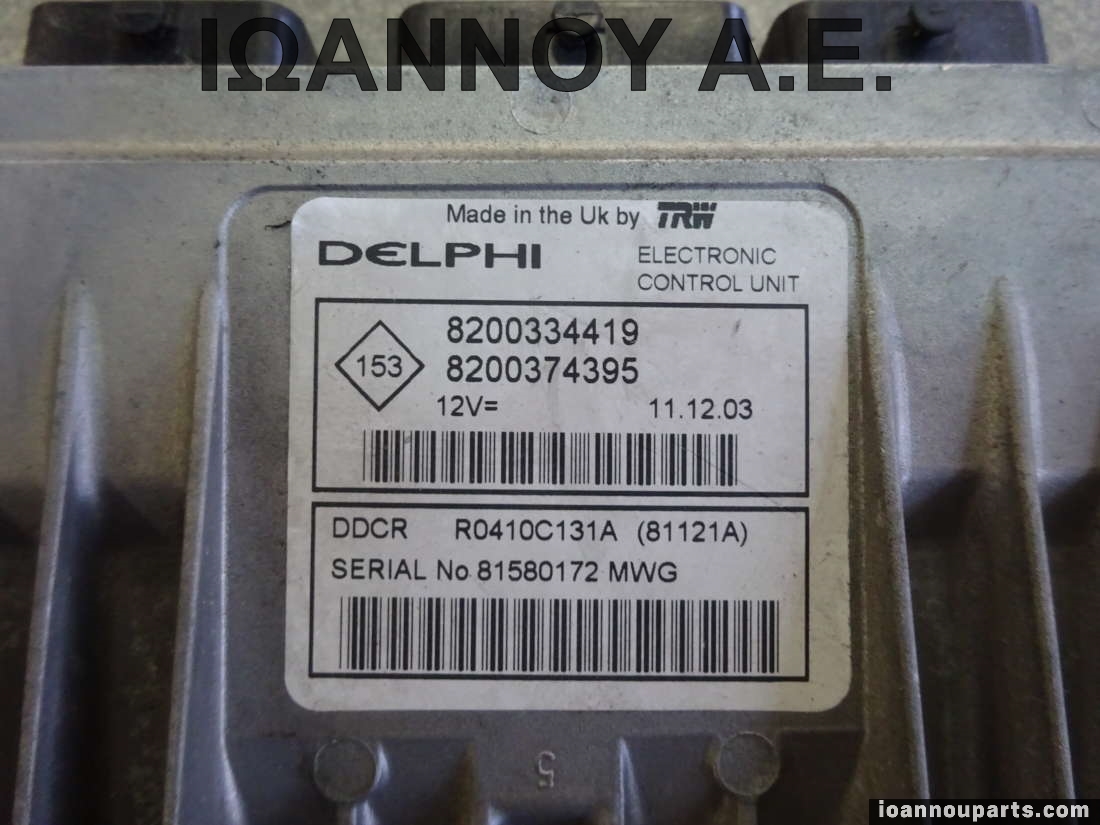 ΙΩΑΝΝΟΥ Α.Ε.
Made in the Uk by TRW
DELPHI
ELECTRONIC
CONTROL UNIT
153
8200334419
8200374395
12V= 11.12.03
DDCR R0410C131A (81121A)
SERIAL No 81580172 MWG
5
ioannouparts.com